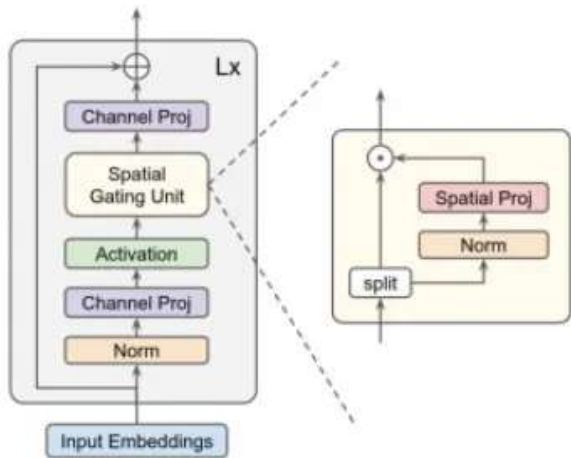 Lx
Channel Proj
Spatial
Gating Unit
Activation
Channel Proj
Norm
Input Embeddings
Spatial Proj
Norm
split